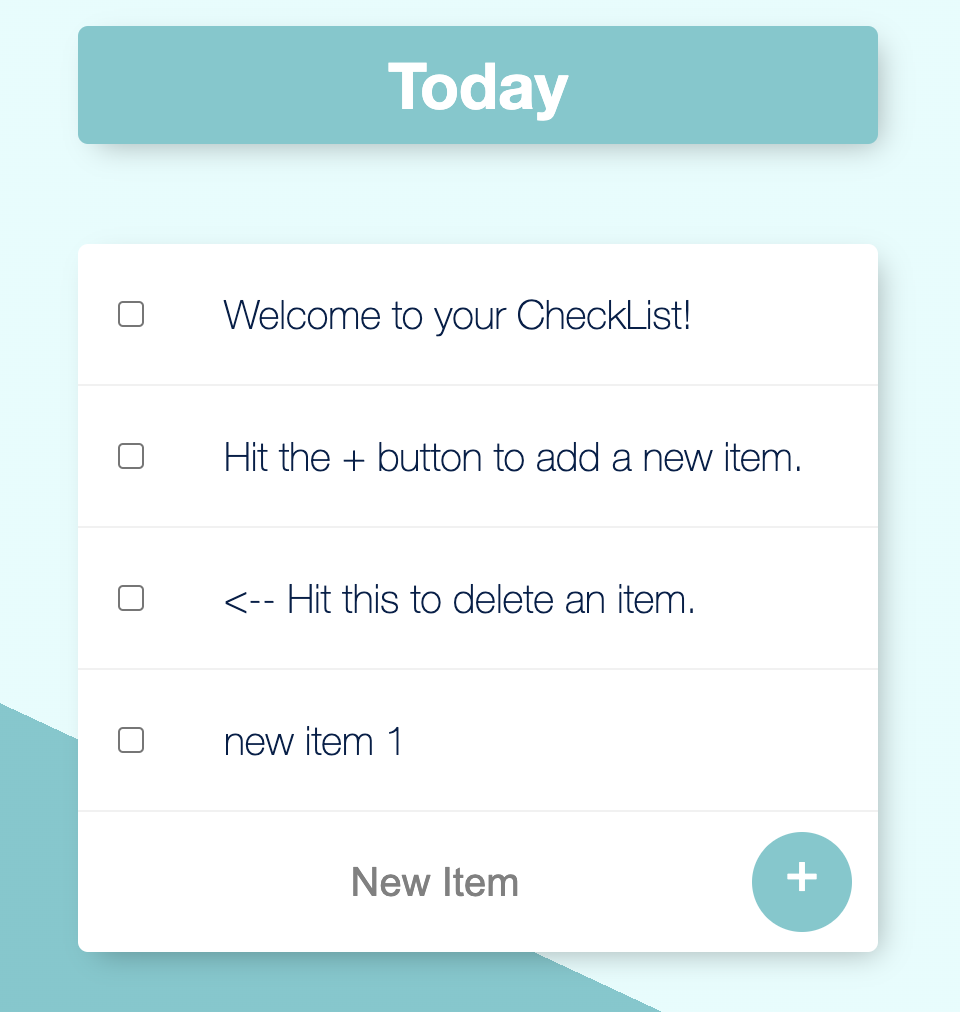 Today
Welcome to your CheckList!
Hit the + button to add a new item.
<-- Hit this to delete an item.
new item 1
New Item
+